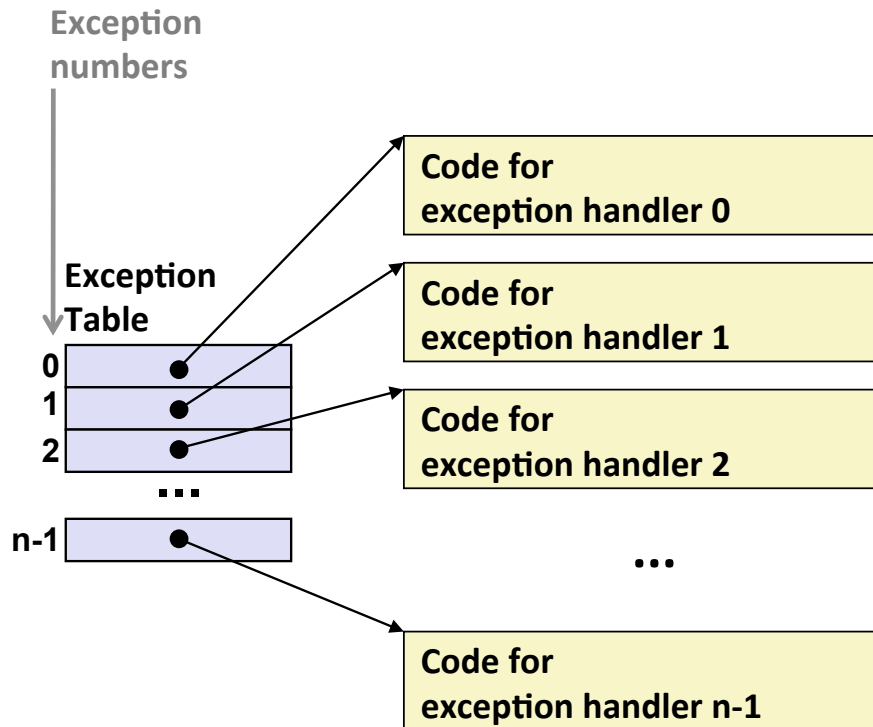 Exception
numbers
Code for
exception handler 0
Exception
Table
Code for
exception handler 1
0
1
2
Code for
exception handler 2
...
n-1
...
Code for
exception handler n-1